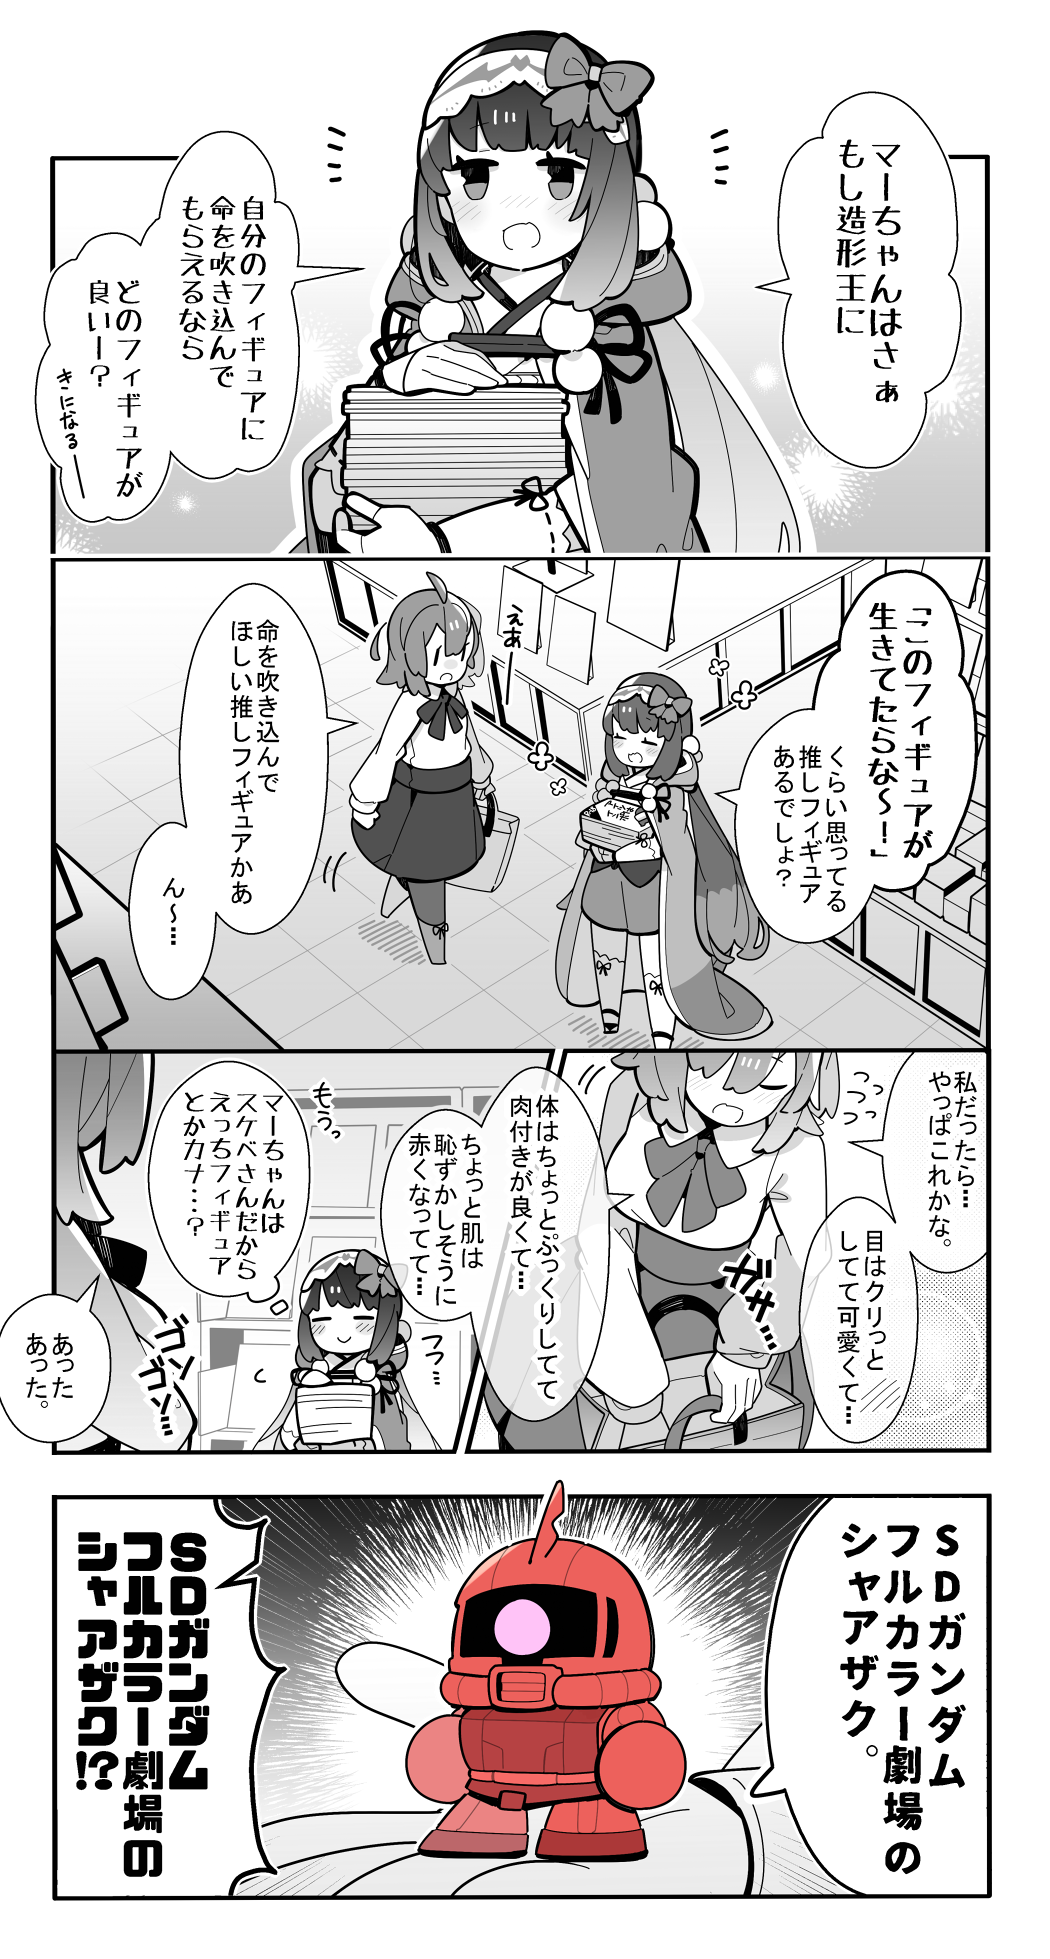 マーちゃんはさぁ
もし造形王に
自分のフィギュアに
命を吹き込んで
もらえるなら
どのフィギュアが
良いー？
きになるー
「このフィギュアが
生きてたらな〜！」
くらい思ってる
推しフィギュア
あるでしょ？
えあー
命を吹き込んで
ほしい推しフィギュアかぁ
ん〜…
私だったら…
やっぱこれかな。
目はクリっと
してて可愛くて…
体はちょっとぷっくりしてて
肉付きが良くて…
ちょっと肌は
恥ずかしそうに
赤くなってて…
もうっ
マーちゃんは
スケベさんだから
えっちフィギュア
とかカナ…？
フフ…
ゴソ
ゴソ…
あった
あった。
SDガンダム
フルカラー劇場の
シャアザク。
SDガンダム
フルカラー劇場の
シャアザク!?